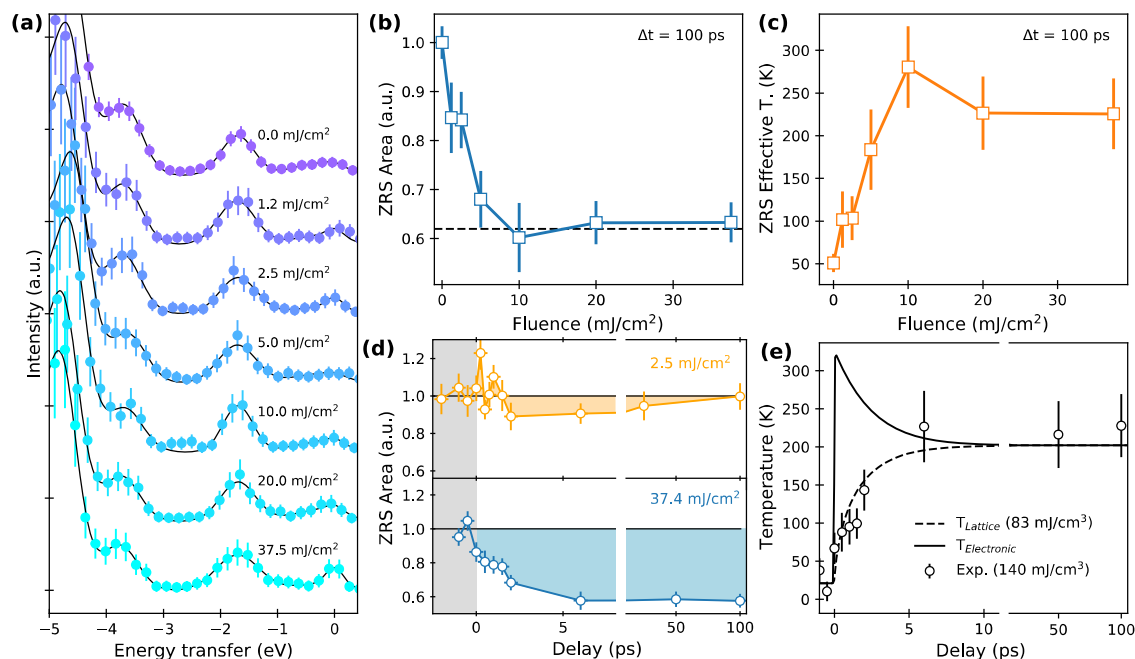 (a)
Intensity (a.u.)
0.0 mJ/cm²
1.2 mJ/cm²
2.5 mJ/cm²
5.0 mJ/cm²
10.0 mJ/cm²
20.0 mJ/cm²
37.5 mJ/cm²
−5 −4 −3 −2 −1 0
Energy transfer (eV)
(b)
Δt = 100 ps
ZRS Area (a.u.)
1.0
0.9
0.8
0.7
0.6
0 10 20 30
Fluence (mJ/cm²)
(c)
Δt = 100 ps
ZRS Effective T. (K)
300
250
200
150
100
50
0 10 20 30
Fluence (mJ/cm²)
(d)
2.5 mJ/cm²
ZRS Area (a.u.)
1.2
1.0
0.8
0.6
37.4 mJ/cm²
1.2
1.0
0.8
0.6
0 5 50 100
Delay (ps)
(e)
Temperature (K)
350
300
250
200
150
100
50
0
T_Lattice (83 mJ/cm³)
T_Electronic
Exp. (140 mJ/cm³)
0 5 10 50 100
Delay (ps)